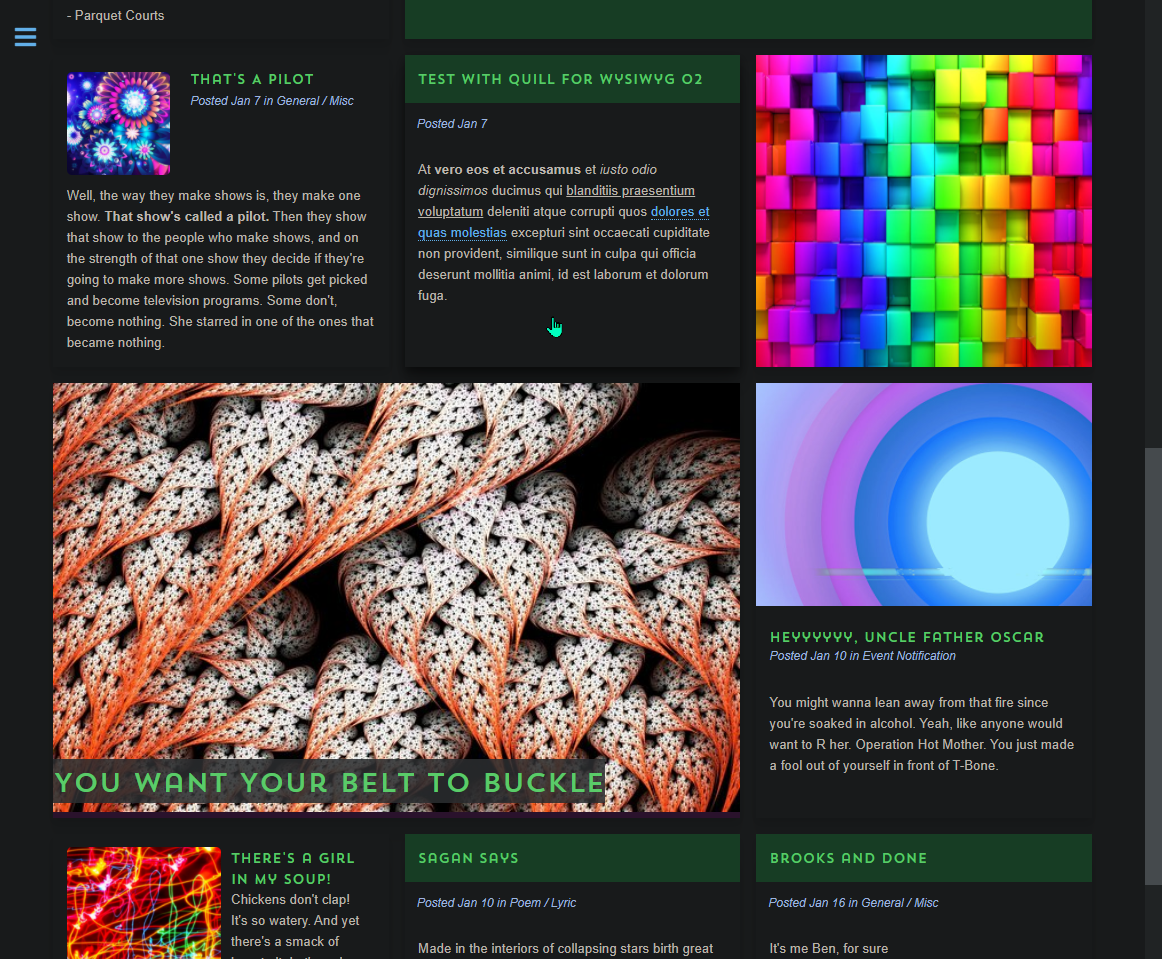 - Parquet Courts
THAT'S A PILOT
Posted Jan 7 in General / Misc
Well, the way they make shows is, they make one
show. That show's called a pilot. Then they show
that show to the people who make shows, and on
the strength of that one show they decide if they're
going to make more shows. Some pilots get picked
and become television programs. Some don't,
become nothing. She starred in one of the ones that
became nothing.
TEST WITH QUILL FOR WYSIWYG 02
Posted Jan 7
At vero eos et accusamus et iusto odio
dignissimos ducimus qui blanditiis praesentium
voluptatum deleniti atque corrupti quos dolores et
quas molestias excepturi sint occaecati cupiditate
non provident, similique sunt in culpa qui officia
deserunt mollitia animi, id est laborum et dolorum
fuga.
YOU WANT YOUR BELT TO BUCKLE
HEYYYYYY, UNCLE FATHER OSCAR
Posted Jan 10 in Event Notification
You might wanna lean away from that fire since
you're soaked in alcohol. Yeah, like anyone would
want to R her. Operation Hot Mother. You just made
a fool out of yourself in front of T-Bone.
THERE'S A GIRL
IN MY SOUP!
Chickens don't clap!
It's so watery. And yet
there's a smack of
SAGAN SAYS
Posted Jan 10 in Poem / Lyric
Made in the interiors of collapsing stars birth great
BROOKS AND DONE
Posted Jan 16 in General / Misc
It's me Ben, for sure